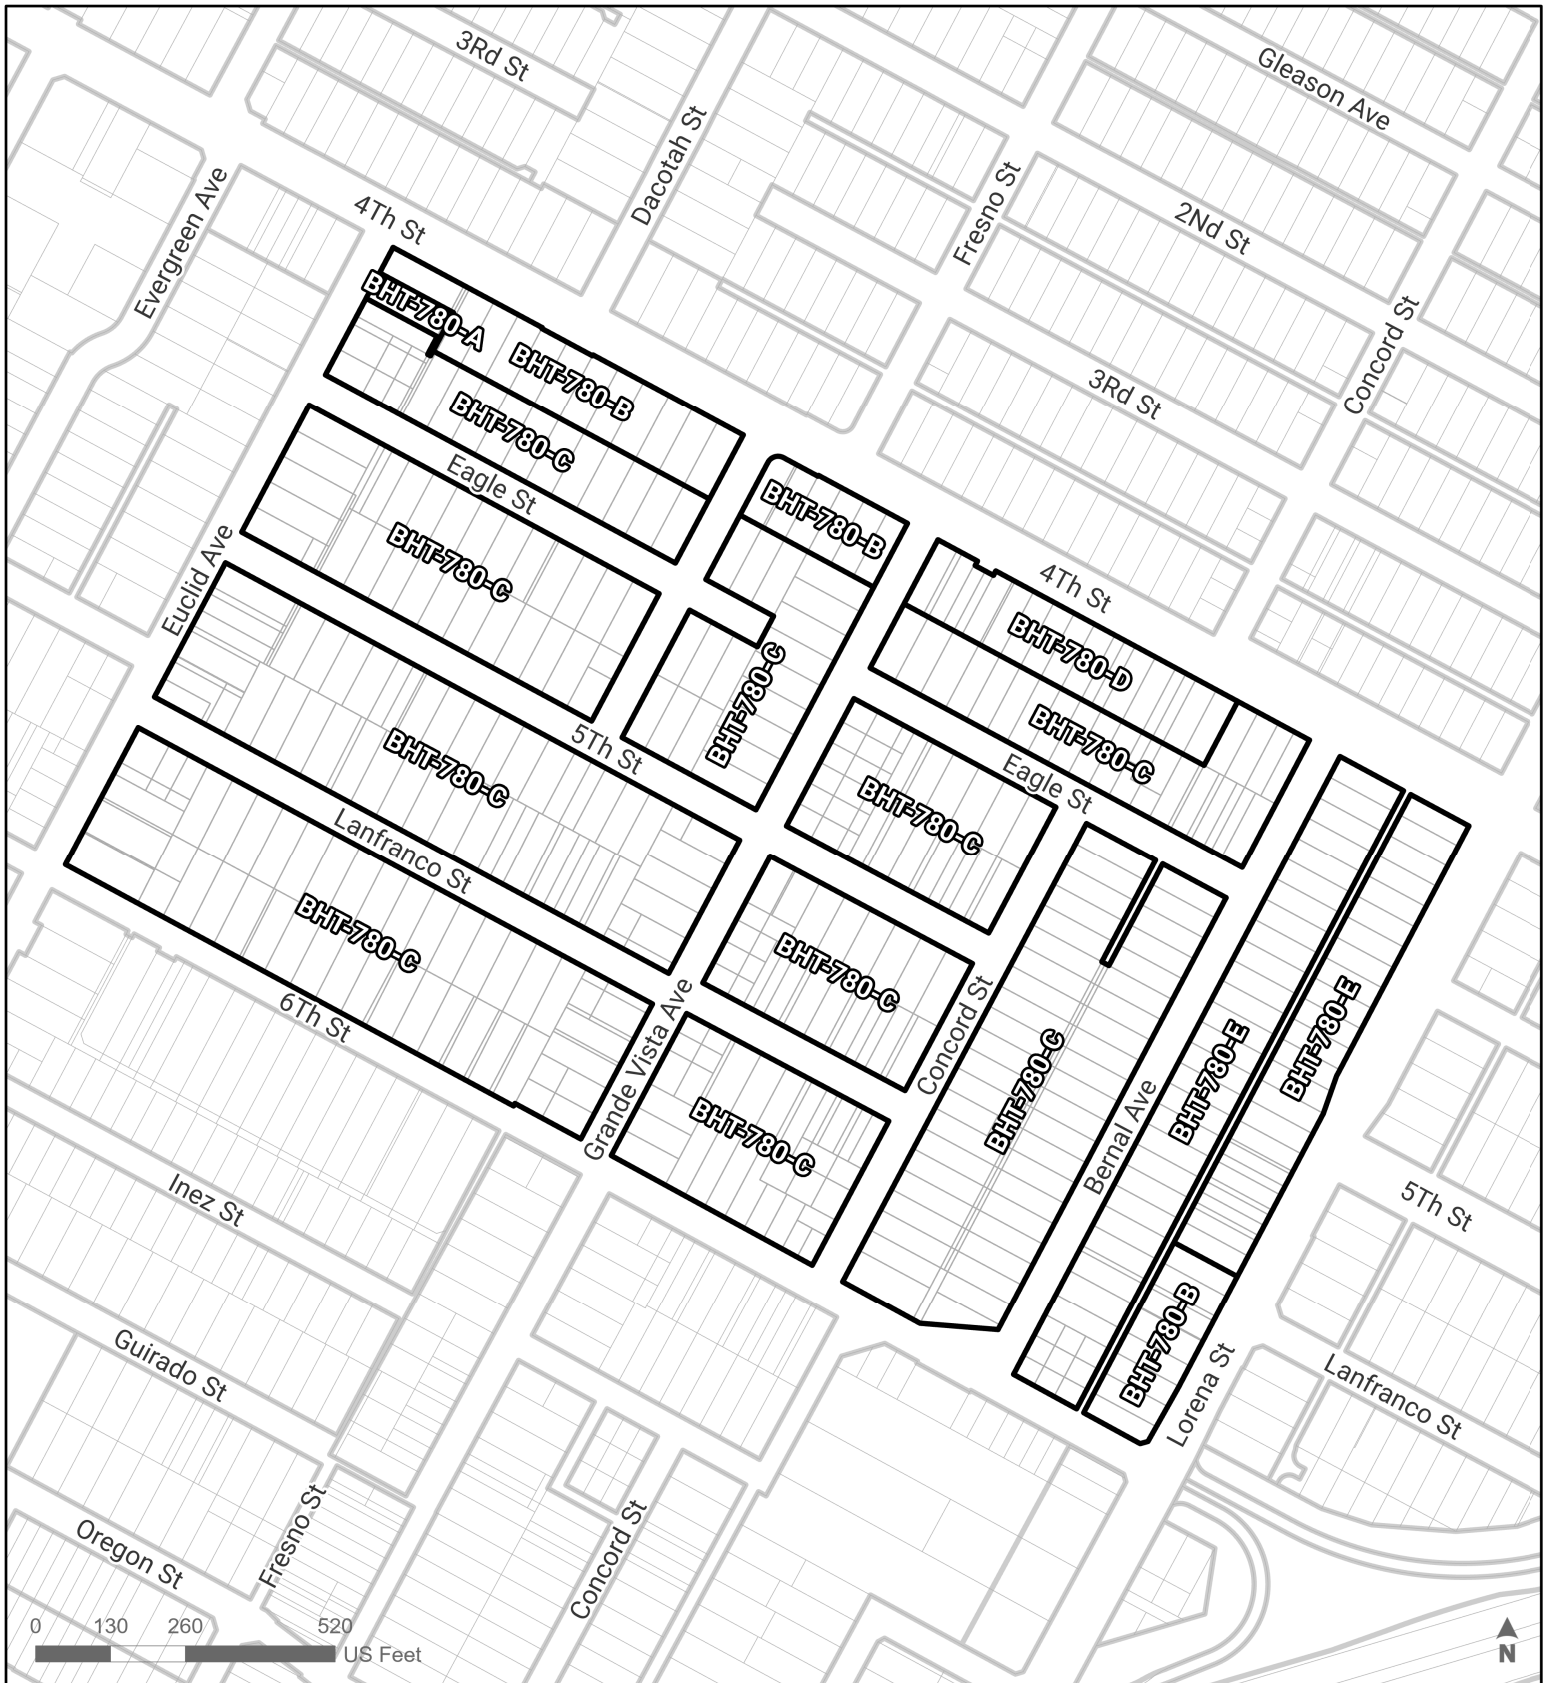 3Rd St
Gleason Ave
Dacotah St
Evergreen Ave
4Th St
Fresno St
2Nd St
Concord St
3Rd St
BHT-780-A
BHT-780-B
BHT-780-C
Eagle St
BHT-780-B
BHT-780-C
Euclid Ave
4Th St
BHT-780-D
BHT-780-C
BHT-780-C
5Th St
BHT-780-C
Eagle St
BHT-780-C
Lanfranco St
BHT-780-C
BHT-780-C
6Th St
Grande Vista Ave
Concord St
BHT-780-C
BHT-780-C
BHT-780-E
BHT-780-E
Bernal Ave
Inez St
5Th St
BHT-780-B
Lorena St
Lanfranco St
Guirado St
Fresno St
Concord St
Oregon St
0 130 260 520
US Feet
N